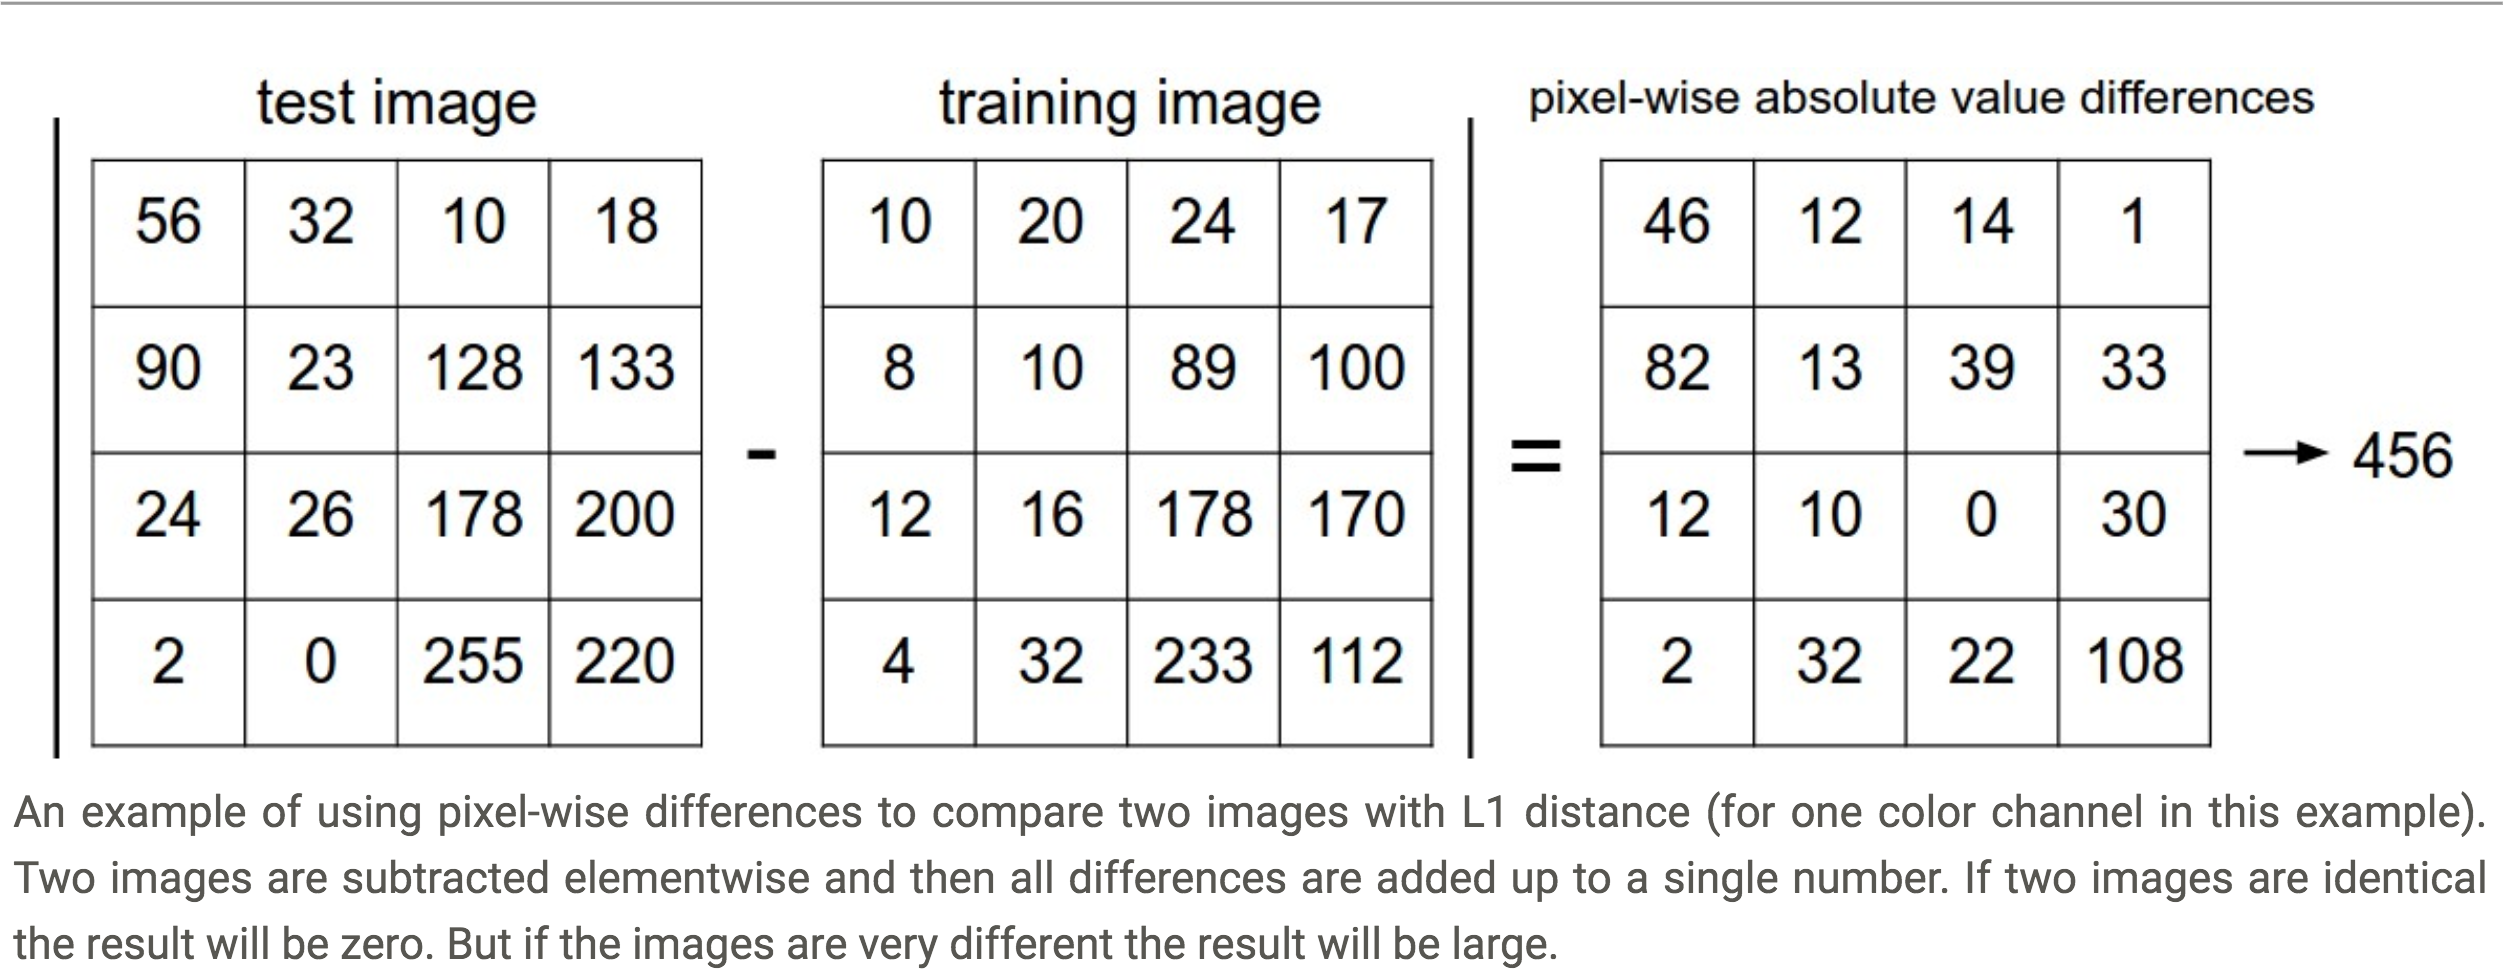 test image training image pixel-wise absolute value differences
56 32 10 18 10 20 24 17 46 12 14 1
90 23 128 133 8 10 89 100 82 13 39 33
- = → 456
24 26 178 200 12 16 178 170 12 10 0 30
2 0 255 220 4 32 233 112 2 32 22 108
An example of using pixel-wise differences to compare two images with L1 distance (for one color channel in this example).
Two images are subtracted elementwise and then all differences are added up to a single number. If two images are identical
the result will be zero. But if the images are very different the result will be large.